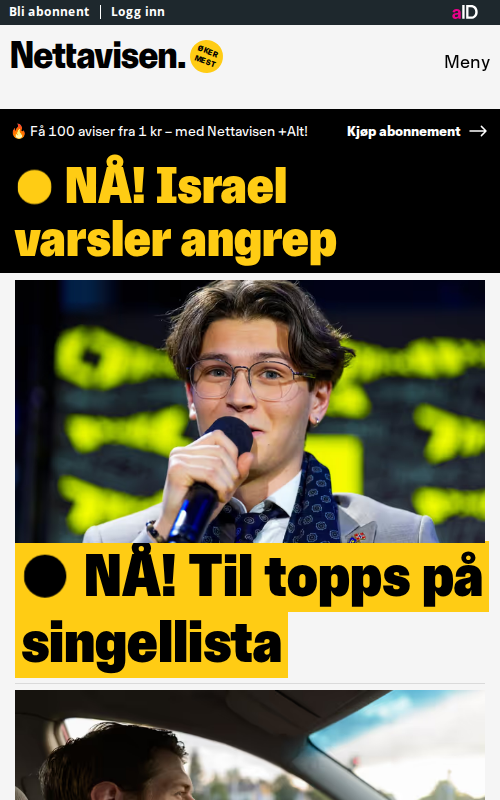 Bli abonnent | Logg inn
aID
Nettavisen.
ØKER
MEST
Meny
🔥 Få 100 aviser fra 1 kr – med Nettavisen +Alt!
Kjøp abonnement →
NÅ! Israel
varsler angrep
NÅ! Til topps på
singellista